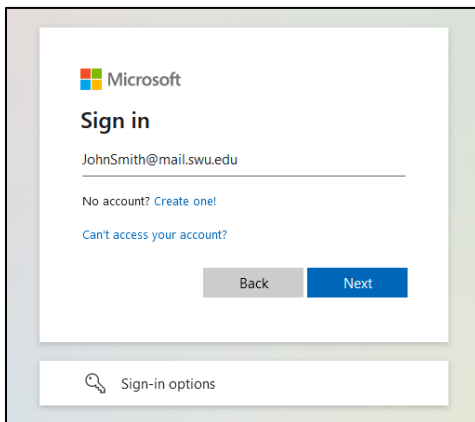 Microsoft
Sign in
JohnSmith@mail.swu.edu
No account? Create one!
Can't access your account?
Back Next
Sign-in options